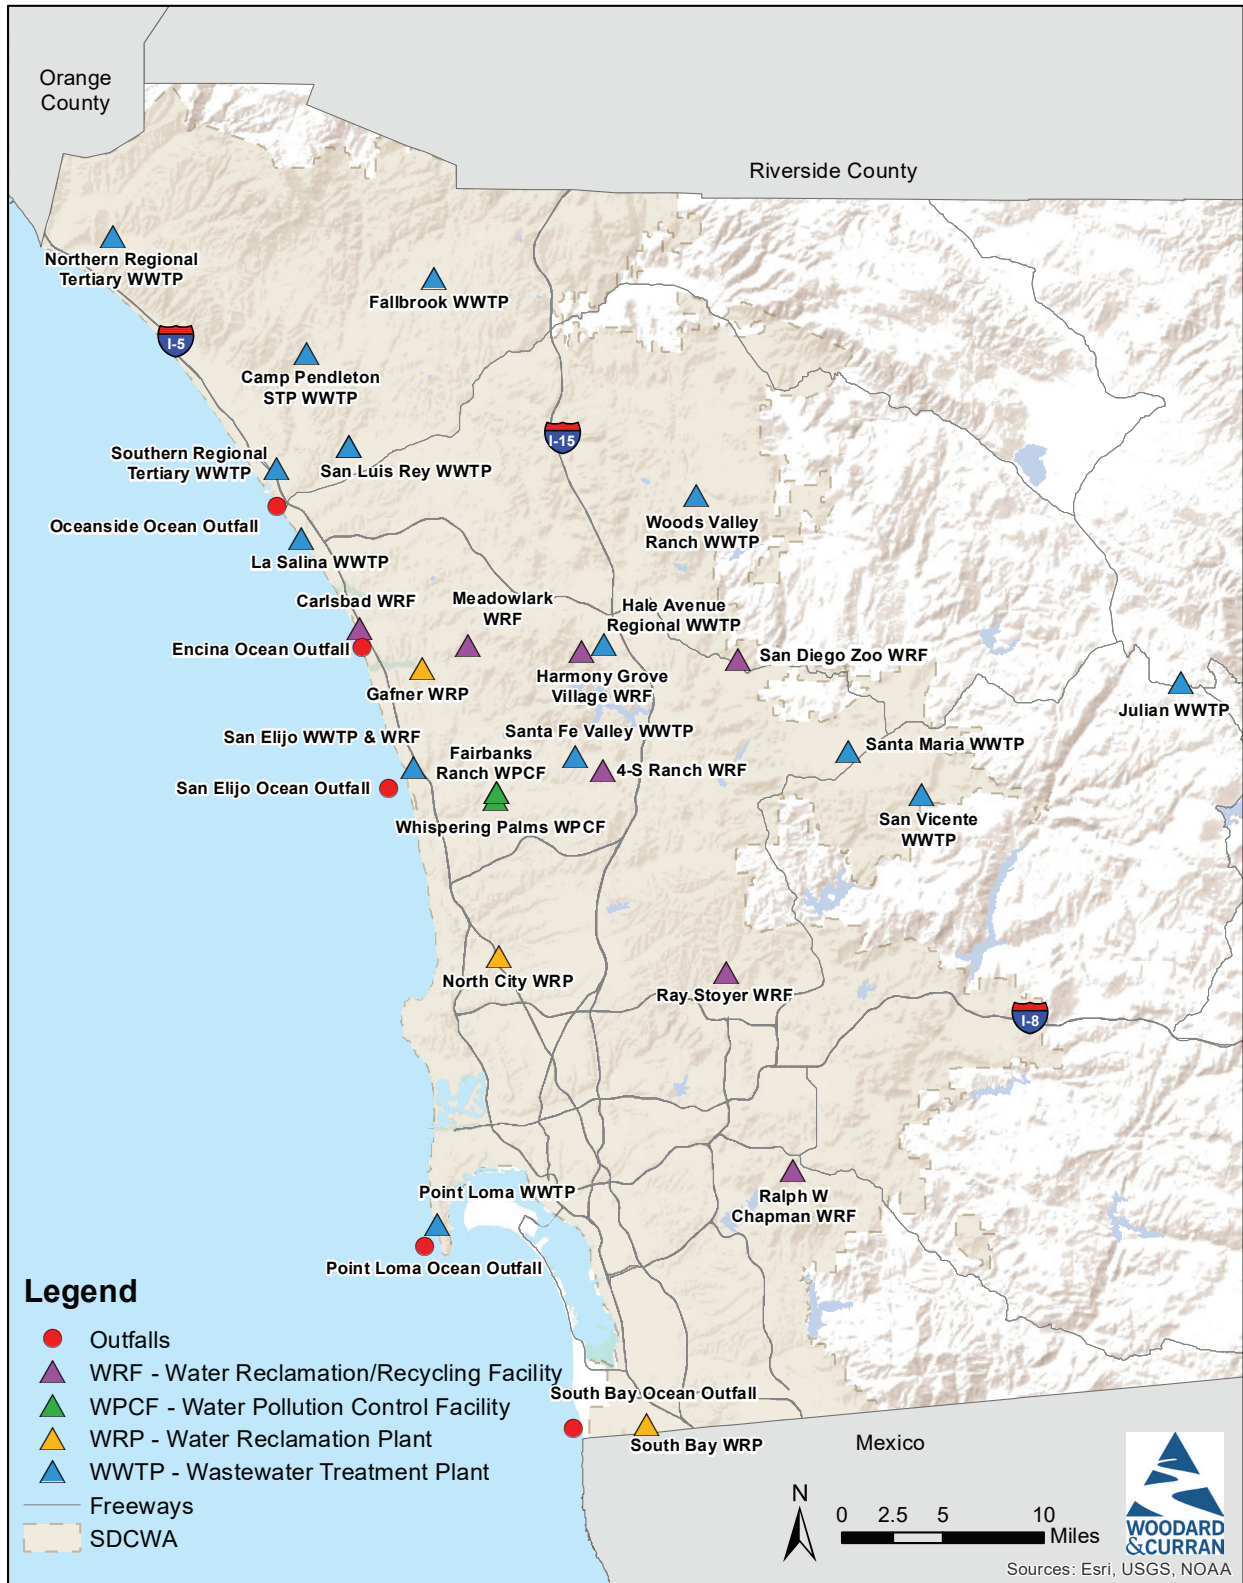 Orange
County
Riverside County
Northern Regional
Tertiary WWTP
Fallbrook WWTP
I-5
Camp Pendleton
STP WWTP
I-15
Southern Regional
Tertiary WWTP
San Luis Rey WWTP
Woods Valley
Ranch WWTP
Oceanside Ocean Outfall
La Salina WWTP
Carlsbad WRF
Meadowlark
WRF
Hale Avenue
Regional WWTP
Encina Ocean Outfall
San Diego Zoo WRF
Gafner WRP
Harmony Grove
Village WRF
Julian WWTP
San Elijo WWTP & WRF
Santa Fe Valley WWTP
Santa Maria WWTP
Fairbanks
Ranch WPCF
4-S Ranch WRF
San Elijo Ocean Outfall
Whispering Palms WPCF
San Vicente
WWTP
North City WRP
Ray Stoyer WRF
I-8
Point Loma WWTP
Ralph W
Chapman WRF
Point Loma Ocean Outfall
Legend
Outfalls
WRF - Water Reclamation/Recycling Facility
WPCF - Water Pollution Control Facility
WRP - Water Reclamation Plant
WWTP - Wastewater Treatment Plant
Freeways
SDCWA
South Bay Ocean Outfall
South Bay WRP
Mexico
N
0 2.5 5 10
Miles
WOODARD
&CURRAN
Sources: Esri, USGS, NOAA